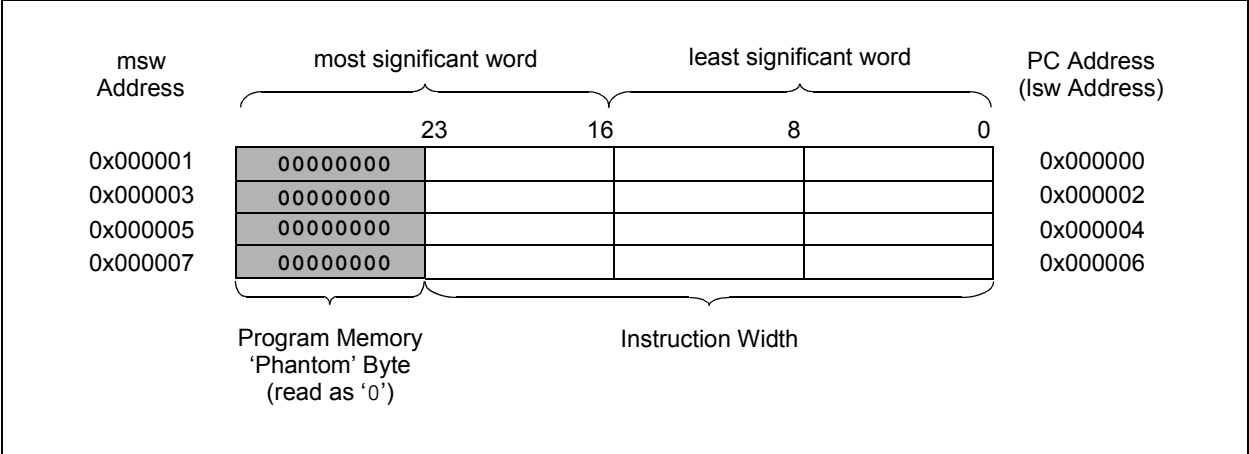 msw
Address
most significant word
least significant word
PC Address
(lsw Address)
23 16 8 0
0x000001 00000000 0x000000
0x000003 00000000 0x000002
0x000005 00000000 0x000004
0x000007 00000000 0x000006
Program Memory
‘Phantom’ Byte
(read as ‘0’)
Instruction Width